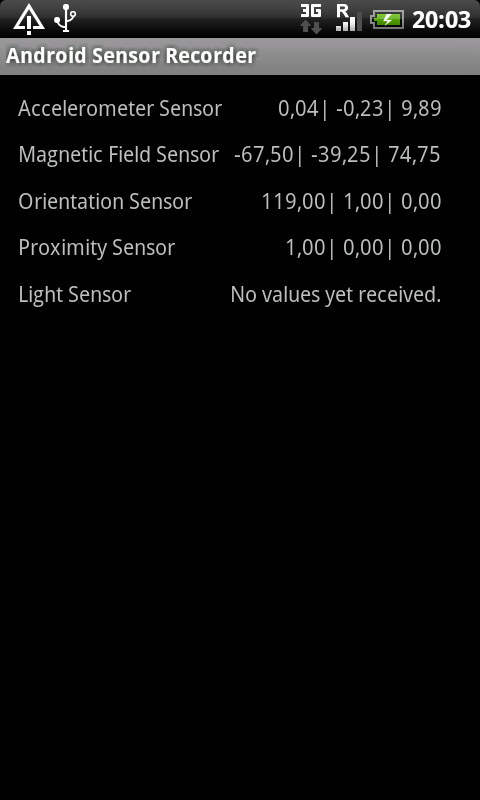 3G R 20:03
Android Sensor Recorder
Accelerometer Sensor 0,04| -0,23| 9,89
Magnetic Field Sensor -67,50| -39,25| 74,75
Orientation Sensor 119,00| 1,00| 0,00
Proximity Sensor 1,00| 0,00| 0,00
Light Sensor No values yet received.